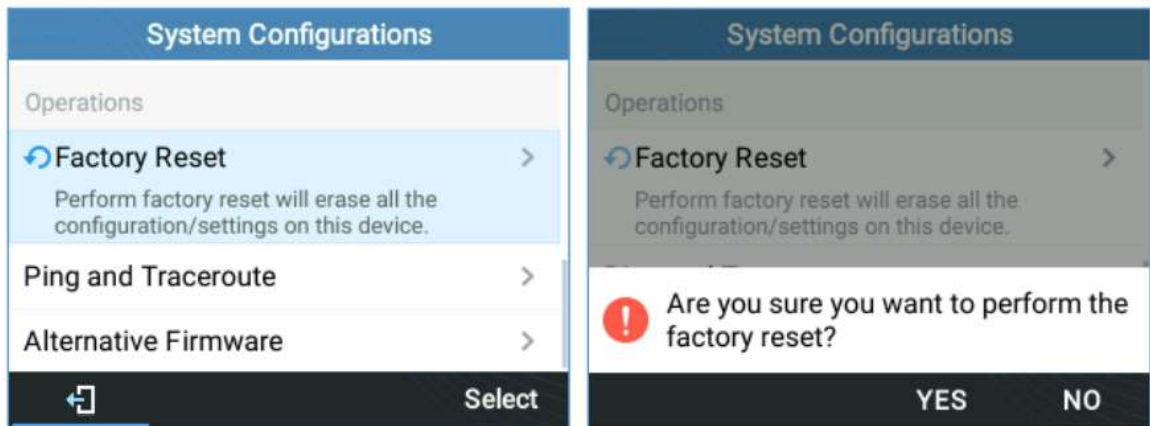 System Configurations
Operations
Factory Reset
Perform factory reset will erase all the
configuration/settings on this device.
Ping and Traceroute
Alternative Firmware
Select
System Configurations
Operations
Factory Reset
Perform factory reset will erase all the
configuration/settings on this device.
Are you sure you want to perform the
factory reset?
YES NO